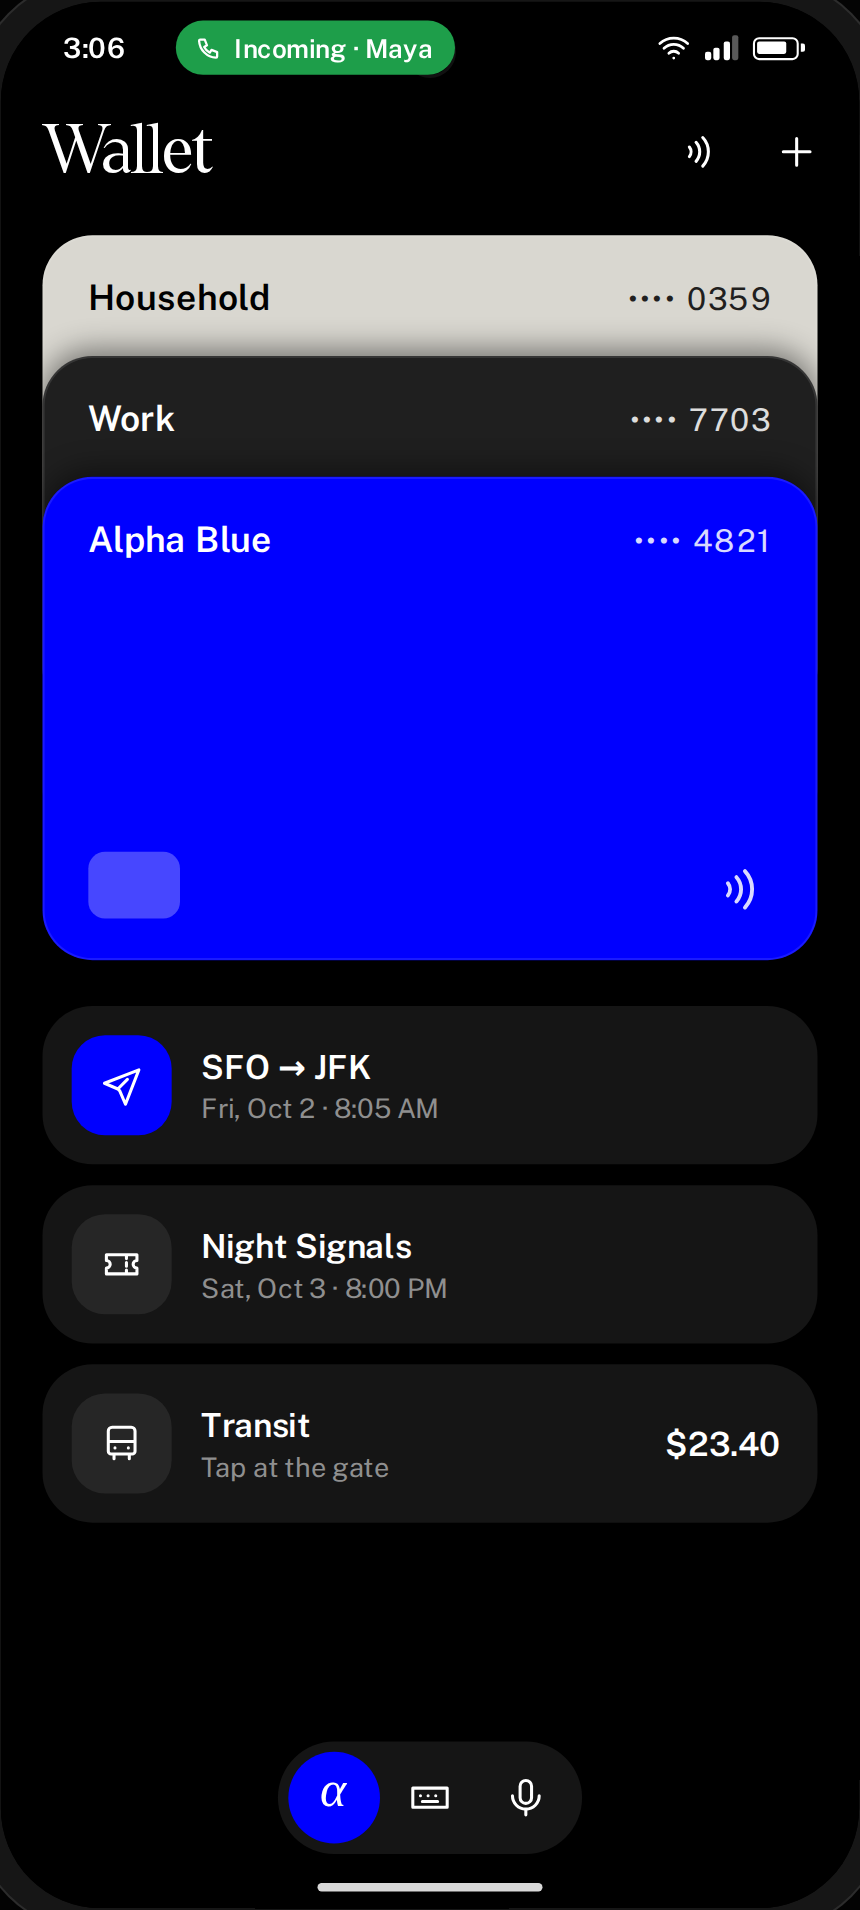 3:06
Incoming · Maya
Wallet
Household
•••• 0359
Work
•••• 7703
Alpha Blue
•••• 4821
SFO → JFK
Fri, Oct 2 · 8:05 AM
Night Signals
Sat, Oct 3 · 8:00 PM
Transit
Tap at the gate
$23.40
α